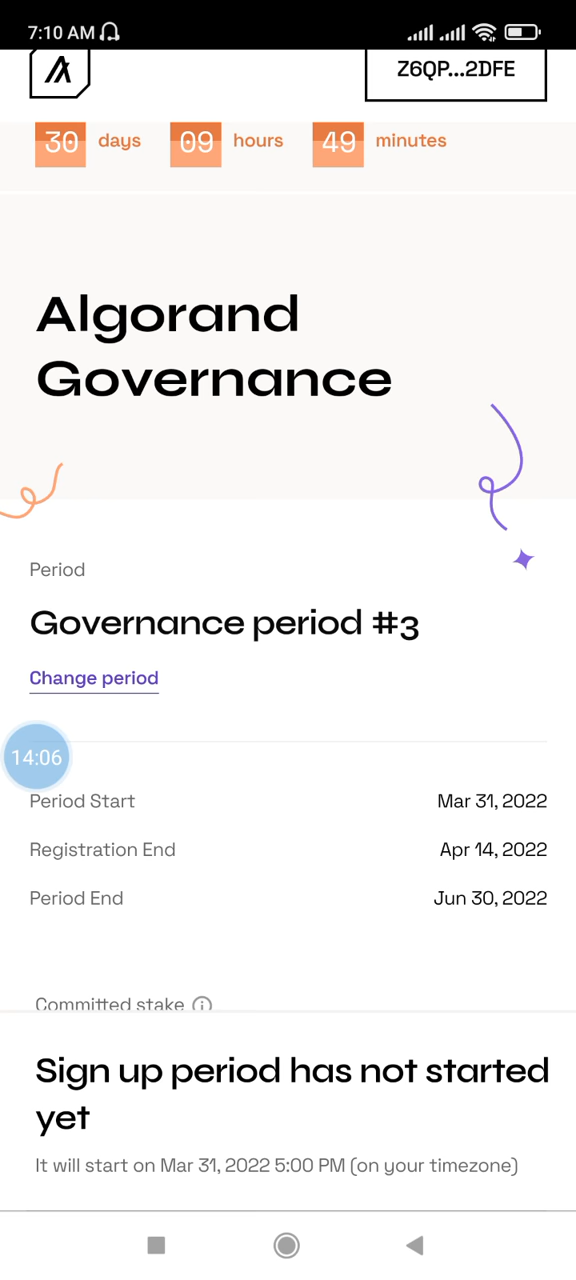 7:10 AM
Z6QP...2DFE
30 days 09 hours 49 minutes
Algorand
Governance
Period
Governance period #3
Change period
14:06
Period Start Mar 31, 2022
Registration End Apr 14, 2022
Period End Jun 30, 2022
Committed stake
Sign up period has not started
yet
It will start on Mar 31, 2022 5:00 PM (on your timezone)